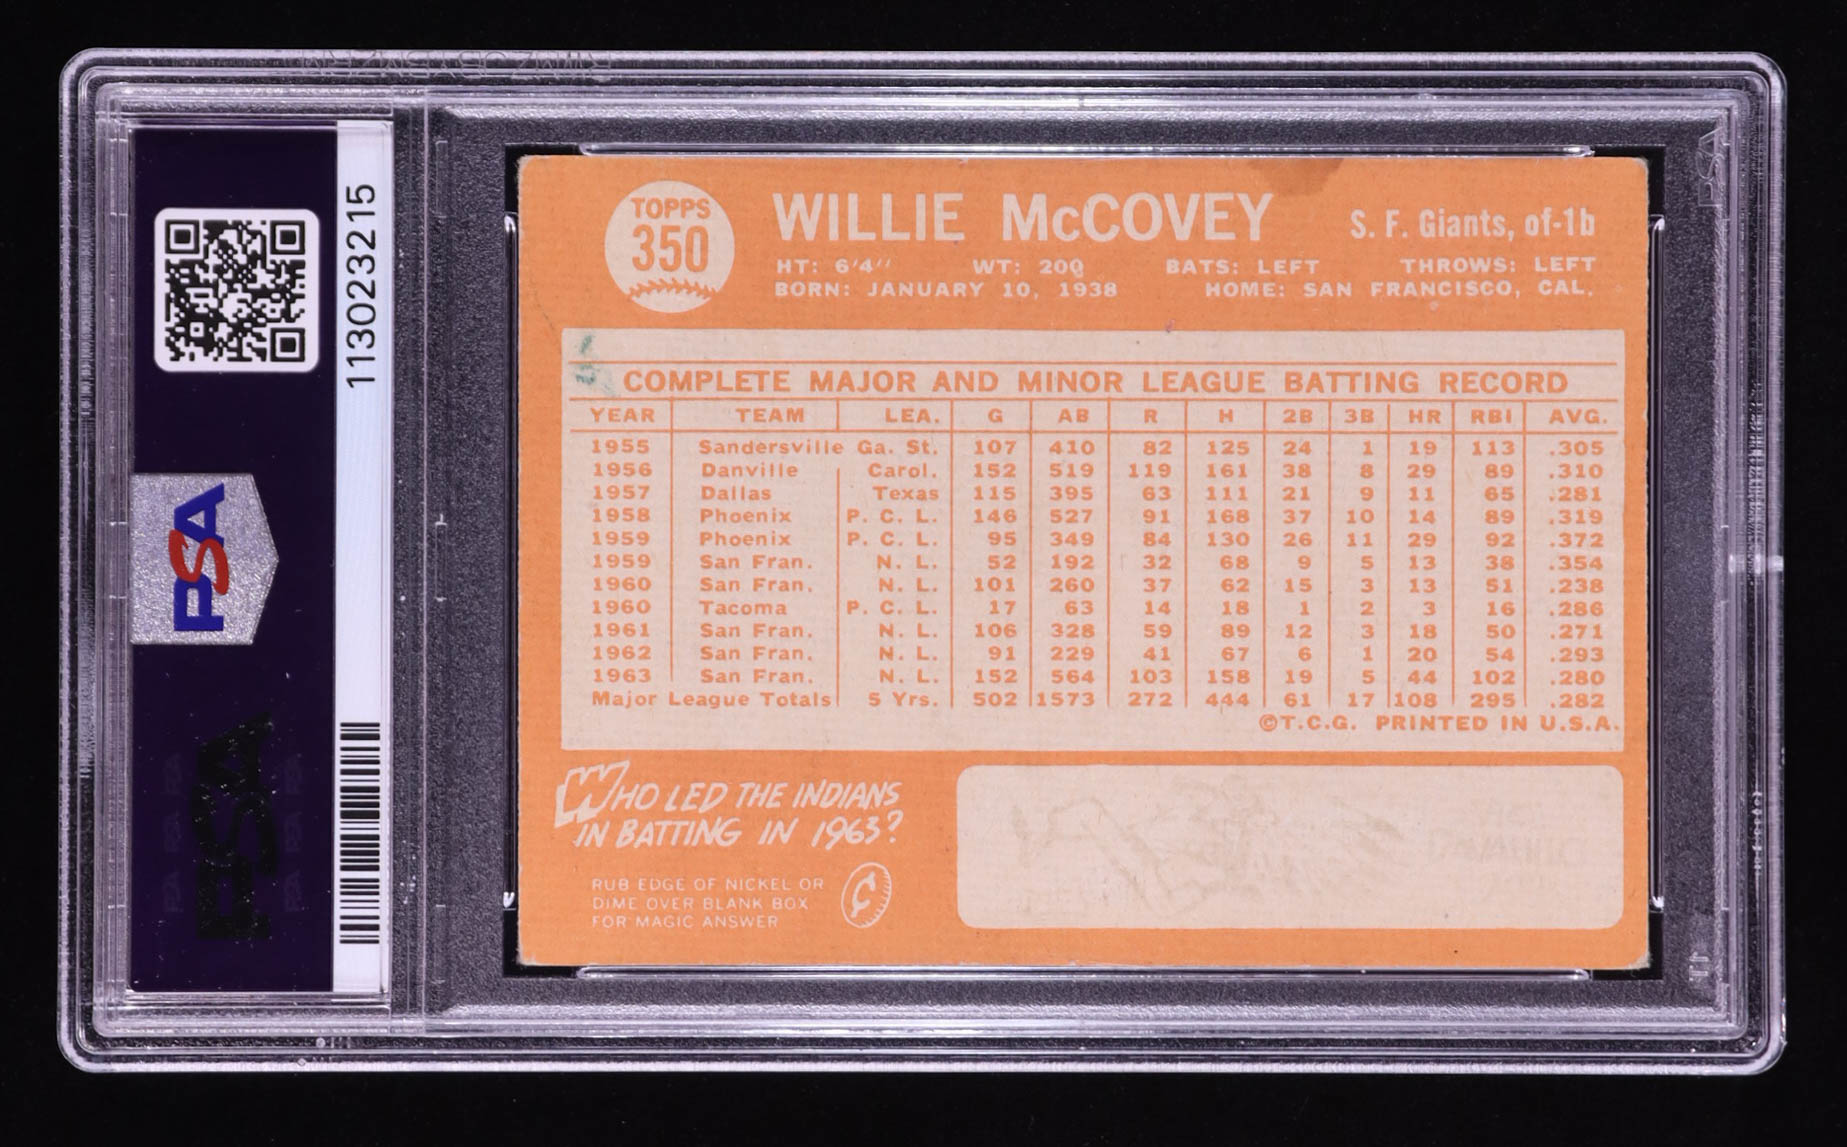 113023215
PSA
PSA
TOPPS
350
WILLIE McCOVEY
S. F. Giants, of-1b
HT: 6'4" WT: 200 BATS: LEFT THROWS: LEFT
BORN: JANUARY 10, 1938 HOME: SAN FRANCISCO, CAL.
COMPLETE MAJOR AND MINOR LEAGUE BATTING RECORD
YEAR TEAM LEA. G AB R H 2B 3B HR RBI AVG.
1955 Sandersville Ga. St. 107 410 82 125 24 1 19 113 .305
1956 Danville Carol. 152 519 119 161 38 8 29 89 .310
1957 Dallas Texas 115 395 63 111 21 9 11 65 .281
1958 Phoenix P. C. L. 146 527 91 168 37 10 14 89 .319
1959 Phoenix P. C. L. 95 349 84 130 26 11 29 92 .372
1959 San Fran. N. L. 52 192 32 68 9 5 13 38 .354
1960 San Fran. N. L. 101 260 37 62 15 3 13 51 .238
1960 Tacoma P. C. L. 17 63 14 18 1 2 3 16 .286
1961 San Fran. N. L. 106 328 59 89 12 3 18 50 .271
1962 San Fran. N. L. 91 229 41 67 6 1 20 54 .293
1963 San Fran. N. L. 152 564 103 158 19 5 44 102 .280
Major League Totals 5 Yrs. 502 1573 272 444 61 17 108 295 .282
©T.C.G. PRINTED IN U.S.A.
WHO LED THE INDIANS
IN BATTING IN 1963?
RUB EDGE OF NICKEL OR
DIME OVER BLANK BOX
FOR MAGIC ANSWER